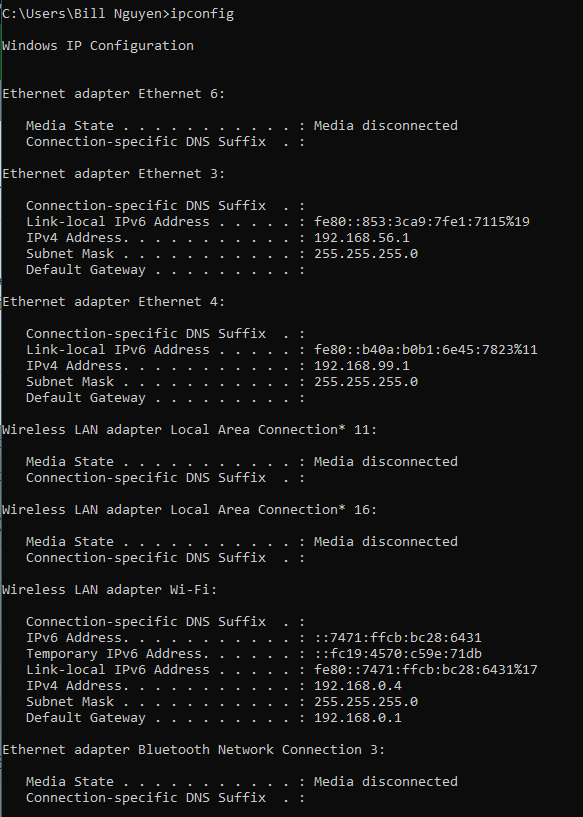 C:\Users\Bill Nguyen>ipconfig
Windows IP Configuration
Ethernet adapter Ethernet 6:
Media State . . . . . . . . . . . : Media disconnected
Connection-specific DNS Suffix  . :
Ethernet adapter Ethernet 3:
Connection-specific DNS Suffix  . :
Link-local IPv6 Address . . . . . : fe80::853:3ca9:7fe1:7115%19
IPv4 Address. . . . . . . . . . . : 192.168.56.1
Subnet Mask . . . . . . . . . . . : 255.255.255.0
Default Gateway . . . . . . . . . :
Ethernet adapter Ethernet 4:
Connection-specific DNS Suffix  . :
Link-local IPv6 Address . . . . . : fe80::b40a:b0b1:6e45:7823%11
IPv4 Address. . . . . . . . . . . : 192.168.99.1
Subnet Mask . . . . . . . . . . . : 255.255.255.0
Default Gateway . . . . . . . . . :
Wireless LAN adapter Local Area Connection* 11:
Media State . . . . . . . . . . . : Media disconnected
Connection-specific DNS Suffix  . :
Wireless LAN adapter Local Area Connection* 16:
Media State . . . . . . . . . . . : Media disconnected
Connection-specific DNS Suffix  . :
Wireless LAN adapter Wi-Fi:
Connection-specific DNS Suffix  . :
IPv6 Address. . . . . . . . . . . : ::7471:ffcb:bc28:6431
Temporary IPv6 Address. . . . . . : ::fc19:4570:c59e:71db
Link-local IPv6 Address . . . . . : fe80::7471:ffcb:bc28:6431%17
IPv4 Address. . . . . . . . . . . : 192.168.0.4
Subnet Mask . . . . . . . . . . . : 255.255.255.0
Default Gateway . . . . . . . . . : 192.168.0.1
Ethernet adapter Bluetooth Network Connection 3:
Media State . . . . . . . . . . . : Media disconnected
Connection-specific DNS Suffix  . :